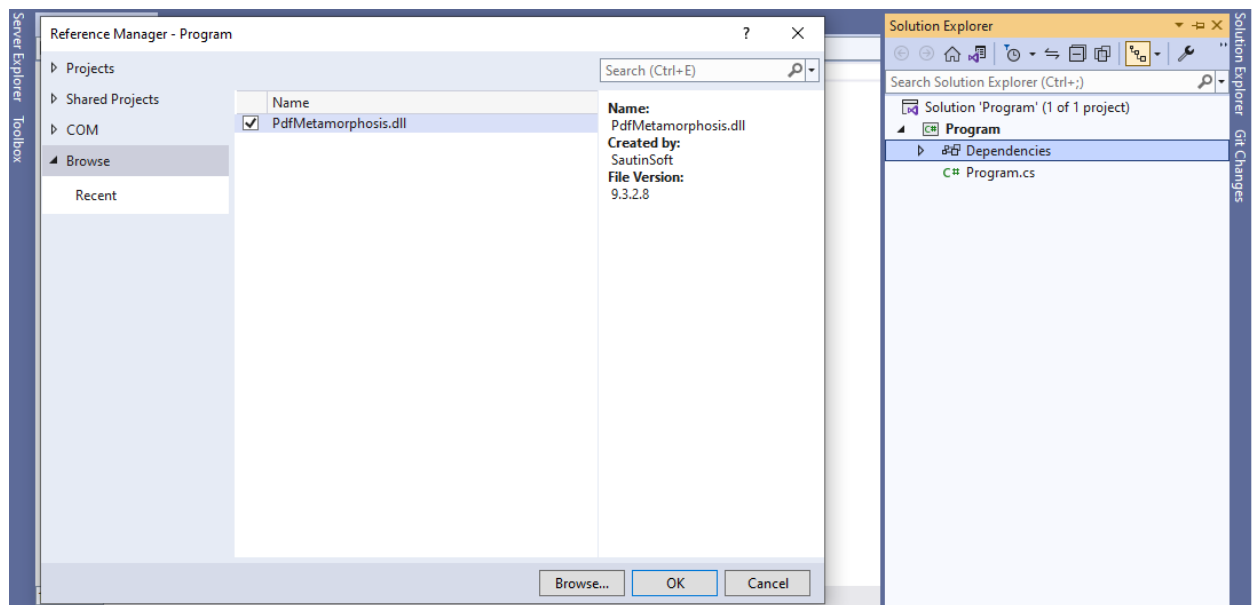 Server Explorer
Toolbox
Reference Manager - Program
?
Projects
Shared Projects
COM
Browse
Recent
Search (Ctrl+E)
Name
PdfMetamorphosis.dll
Name:
PdfMetamorphosis.dll
Created by:
SautinSoft
File Version:
9.3.2.8
Browse...
OK
Cancel
Solution Explorer
Search Solution Explorer (Ctrl+;)
Solution 'Program' (1 of 1 project)
C# Program
Dependencies
C# Program.cs
Solution Explorer
Git Changes